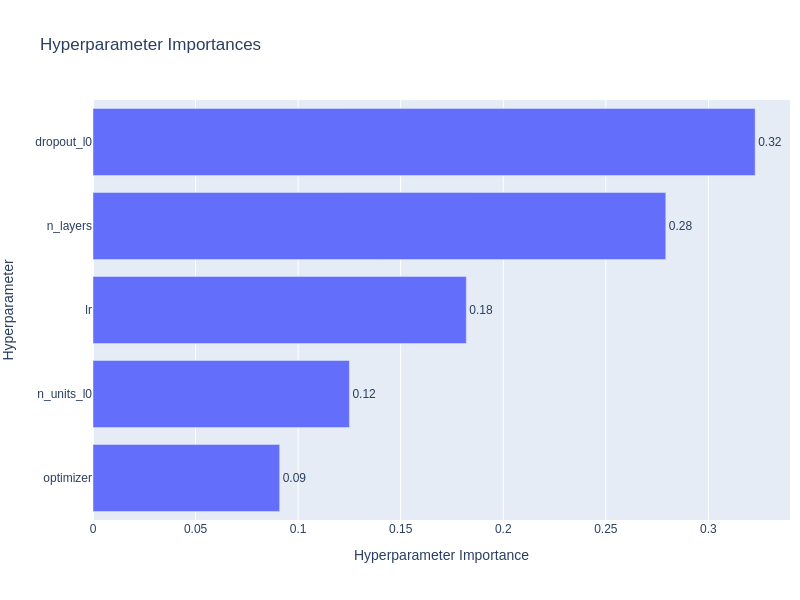 Hyperparameter Importances
dropout_l0
0.32
n_layers
0.28
lr
0.18
n_units_l0
0.12
optimizer
0.09
0 0.05 0.1 0.15 0.2 0.25 0.3
Hyperparameter Importance
Hyperparameter